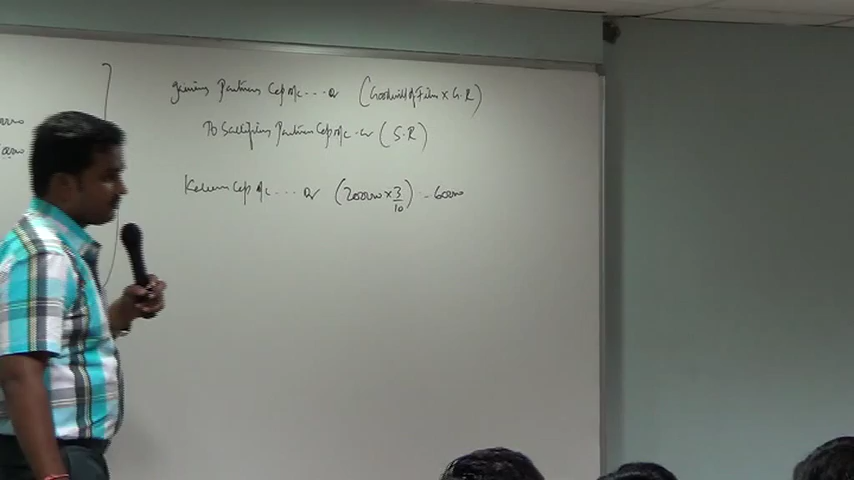 Gaining Partners Cap A/c ... Dr (Goodwill of Firm x G.R)
To Sacrificing Partners Cap A/c .. Cr (S.R)
Cap A/c .... Dr (200000 x 3/10) - 60000